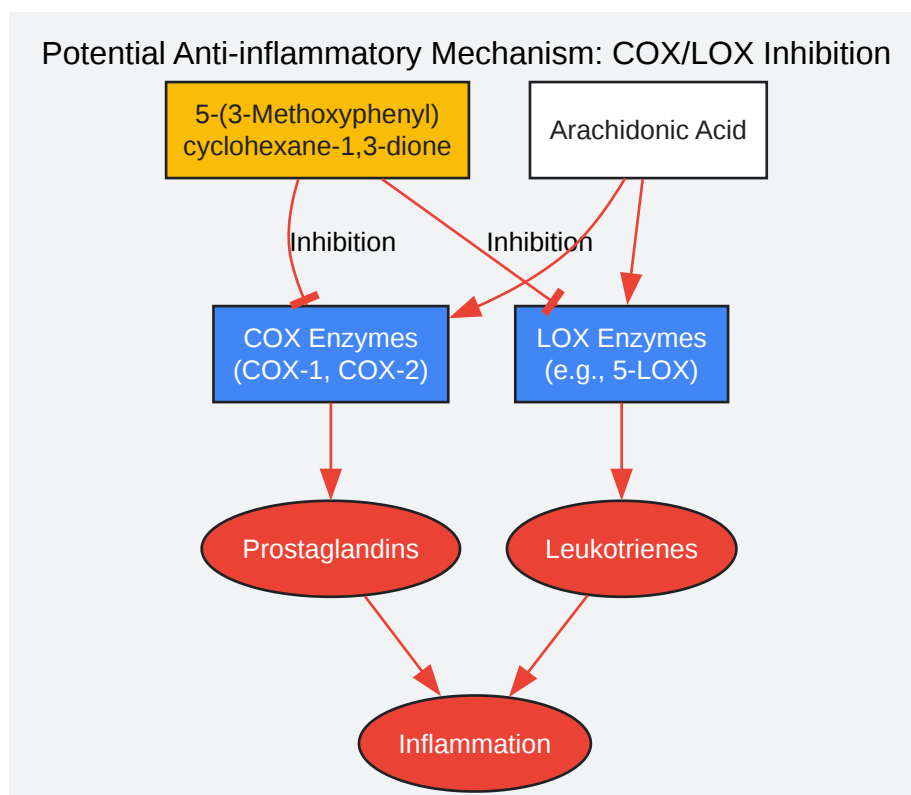 Potential Anti-inflammatory Mechanism: COX/LOX Inhibition
5-(3-Methoxyphenyl)
cyclohexane-1,3-dione
Arachidonic Acid
Inhibition
Inhibition
COX Enzymes
(COX-1, COX-2)
LOX Enzymes
(e.g., 5-LOX)
Prostaglandins
Leukotrienes
Inflammation